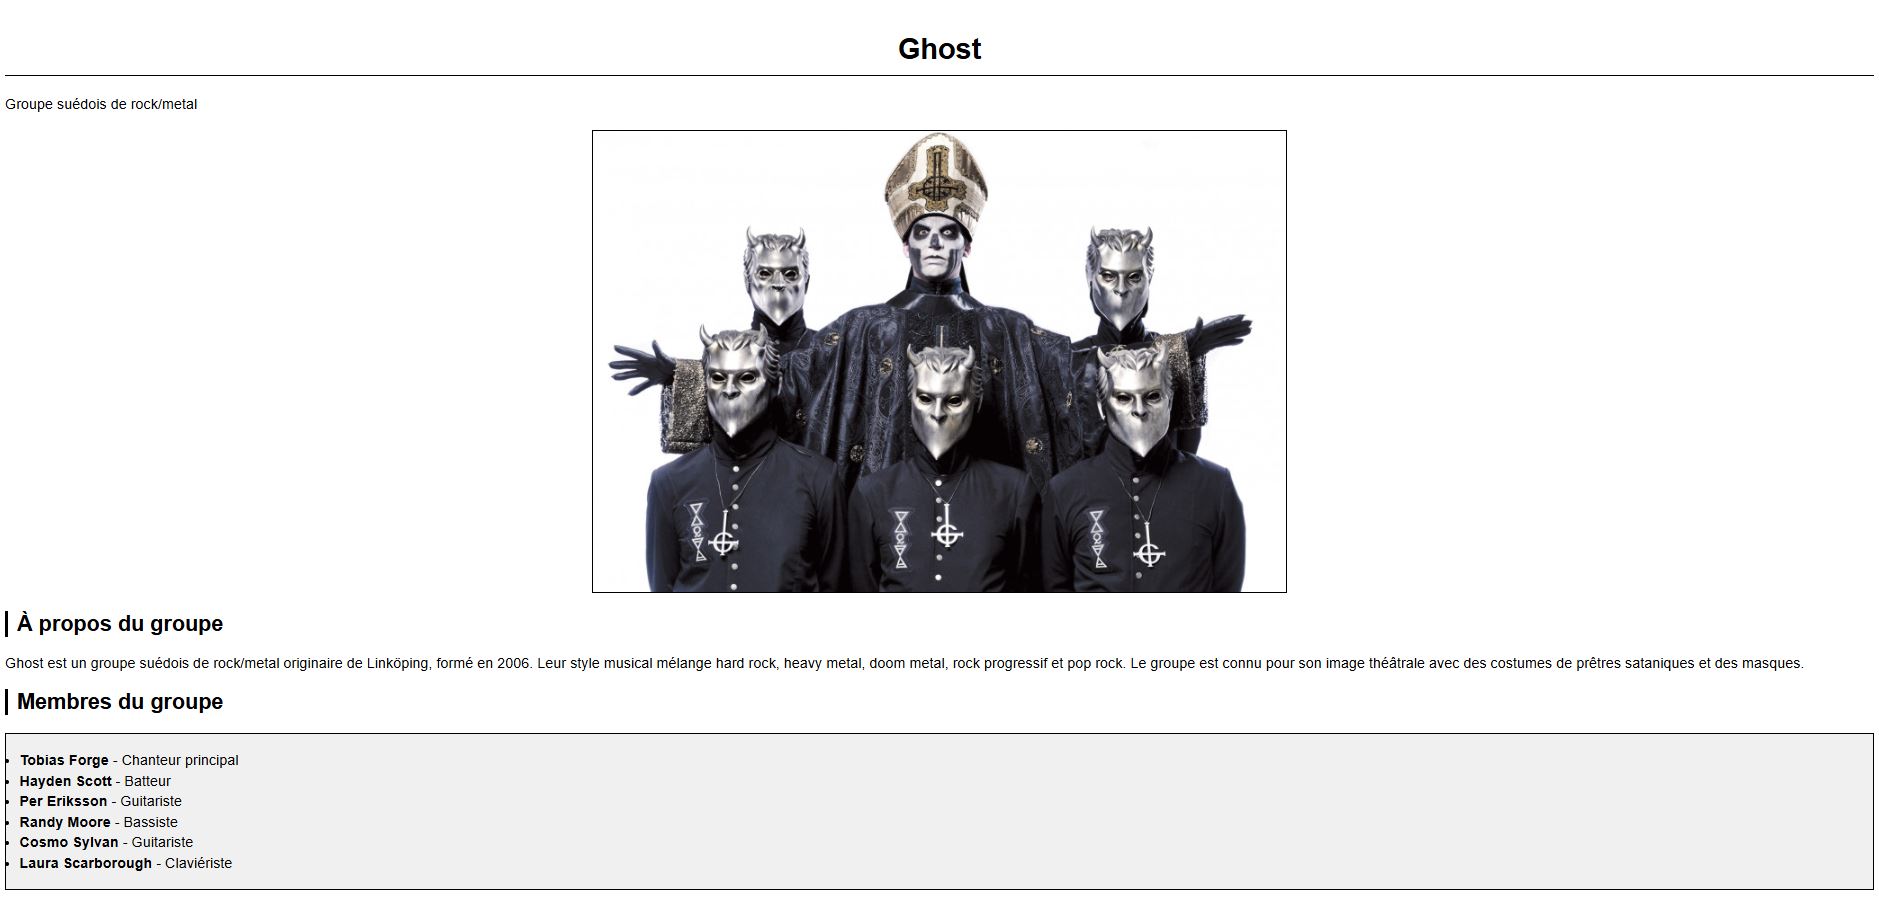 Ghost
Groupe suédois de rock/metal
À propos du groupe
Ghost est un groupe suédois de rock/metal originaire de Linköping, formé en 2006. Leur style musical mélange hard rock, heavy metal, doom metal, rock progressif et pop rock. Le groupe est connu pour son image théâtrale avec des costumes de prêtres sataniques et des masques.
Membres du groupe
• Tobias Forge - Chanteur principal
• Hayden Scott - Batteur
• Per Eriksson - Guitariste
• Randy Moore - Bassiste
• Cosmo Sylvan - Guitariste
• Laura Scarborough - Claviériste